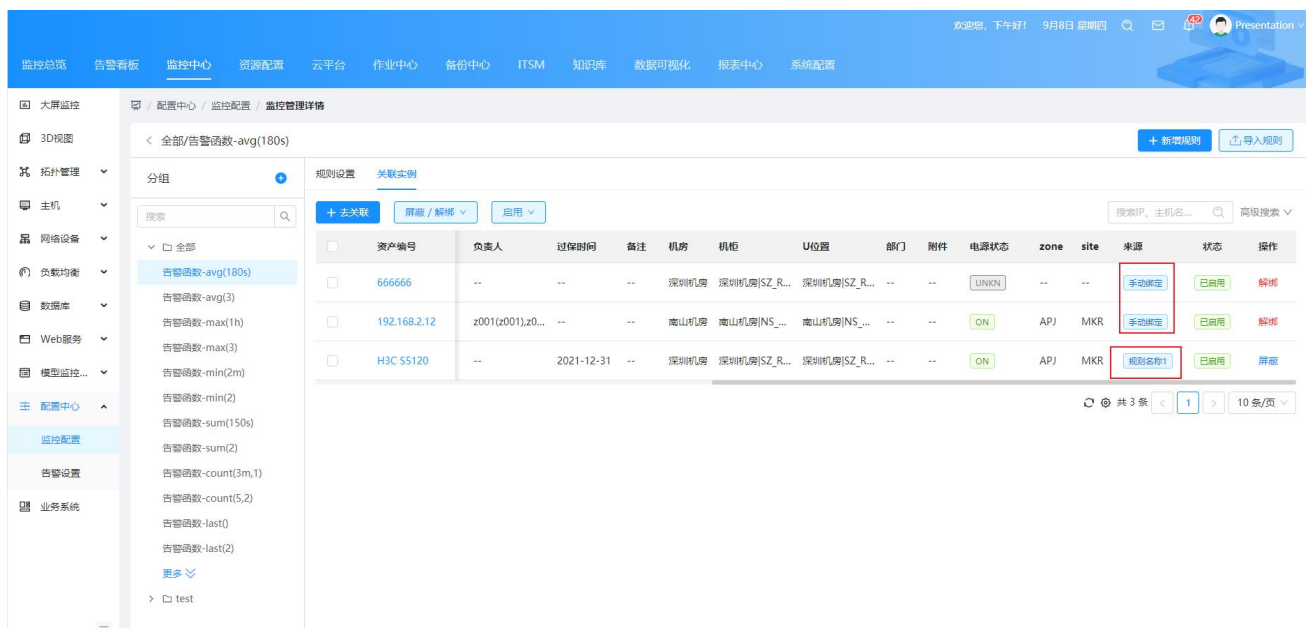 欢迎您，下午好！ 9月8日 星期四 42 Presentation
监控总览 告警看板 监控中心 资源配置 云平台 作业中心 备份中心 ITSM 知识库 数据可视化 报表中心 系统配置
大屏监控
3D视图
拓扑管理
主机
网络设备
负载均衡
数据库
Web服务
模型监控...
配置中心
监控配置
告警设置
业务系统
/ 配置中心 / 监控配置 / 监控管理详情
< 全部/告警函数-avg(180s)
+ 新增规则 导入规则
分组
搜索
全部
告警函数-avg(180s)
告警函数-avg(3)
告警函数-max(1h)
告警函数-max(3)
告警函数-min(2m)
告警函数-min(2)
告警函数-sum(150s)
告警函数-sum(2)
告警函数-count(3m,1)
告警函数-count(5,2)
告警函数-last()
告警函数-last(2)
更多
test
规则设置 关联实例
+ 去关联 屏蔽 / 解绑 启用 搜索IP、主机名... 高级搜索
资产编号 负责人 过保时间 备注 机房 机柜 U位置 部门 附件 电源状态 zone site 来源 状态 操作
666666 -- -- -- 深圳机房 深圳机房|SZ_R... 深圳机房|SZ_R... -- -- UNKN -- -- 手动绑定 已启用 解绑
192.168.2.12 z001(z001),z0... -- -- 南山机房 南山机房|NS_... 南山机房|NS_... -- -- ON APJ MKR 手动绑定 已启用 解绑
H3C S5120 -- 2021-12-31 -- 深圳机房 深圳机房|SZ_R... 深圳机房|SZ_R... -- -- ON APJ MKR 规则名称1 已启用 屏蔽
共 3 条 < 1 > 10 条/页